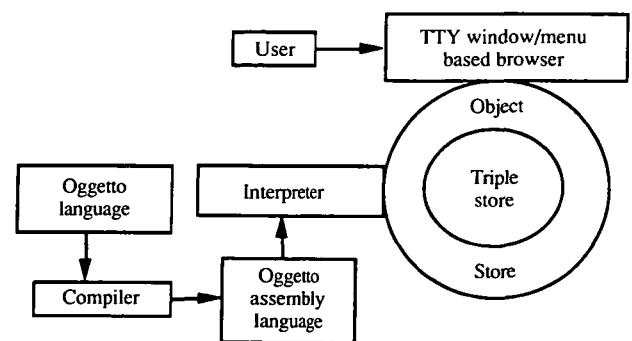 User
TTY window/menu
based browser
Object
Triple
store
Store
Oggetto
language
Interpreter
Compiler
Oggetto
assembly
language